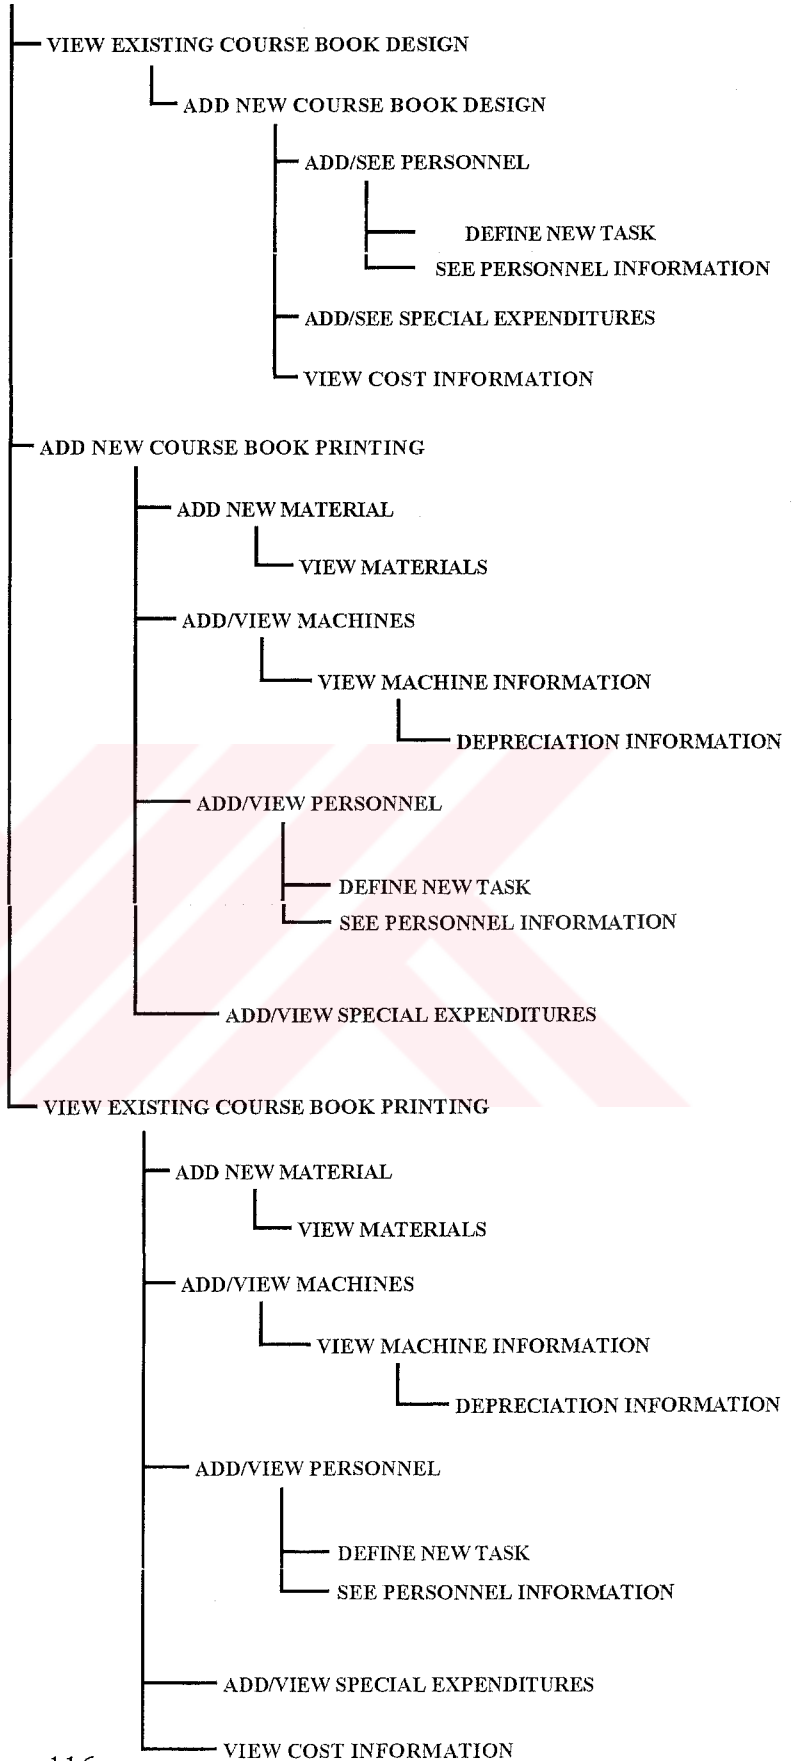 VIEW EXISTING COURSE BOOK DESIGN
ADD NEW COURSE BOOK DESIGN
ADD/SEE PERSONNEL
DEFINE NEW TASK
SEE PERSONNEL INFORMATION
ADD/SEE SPECIAL EXPENDITURES
VIEW COST INFORMATION
ADD NEW COURSE BOOK PRINTING
ADD NEW MATERIAL
VIEW MATERIALS
ADD/VIEW MACHINES
VIEW MACHINE INFORMATION
DEPRECIATION INFORMATION
ADD/VIEW PERSONNEL
DEFINE NEW TASK
SEE PERSONNEL INFORMATION
ADD/VIEW SPECIAL EXPENDITURES
VIEW EXISTING COURSE BOOK PRINTING
ADD NEW MATERIAL
VIEW MATERIALS
ADD/VIEW MACHINES
VIEW MACHINE INFORMATION
DEPRECIATION INFORMATION
ADD/VIEW PERSONNEL
DEFINE NEW TASK
SEE PERSONNEL INFORMATION
ADD/VIEW SPECIAL EXPENDITURES
VIEW COST INFORMATION